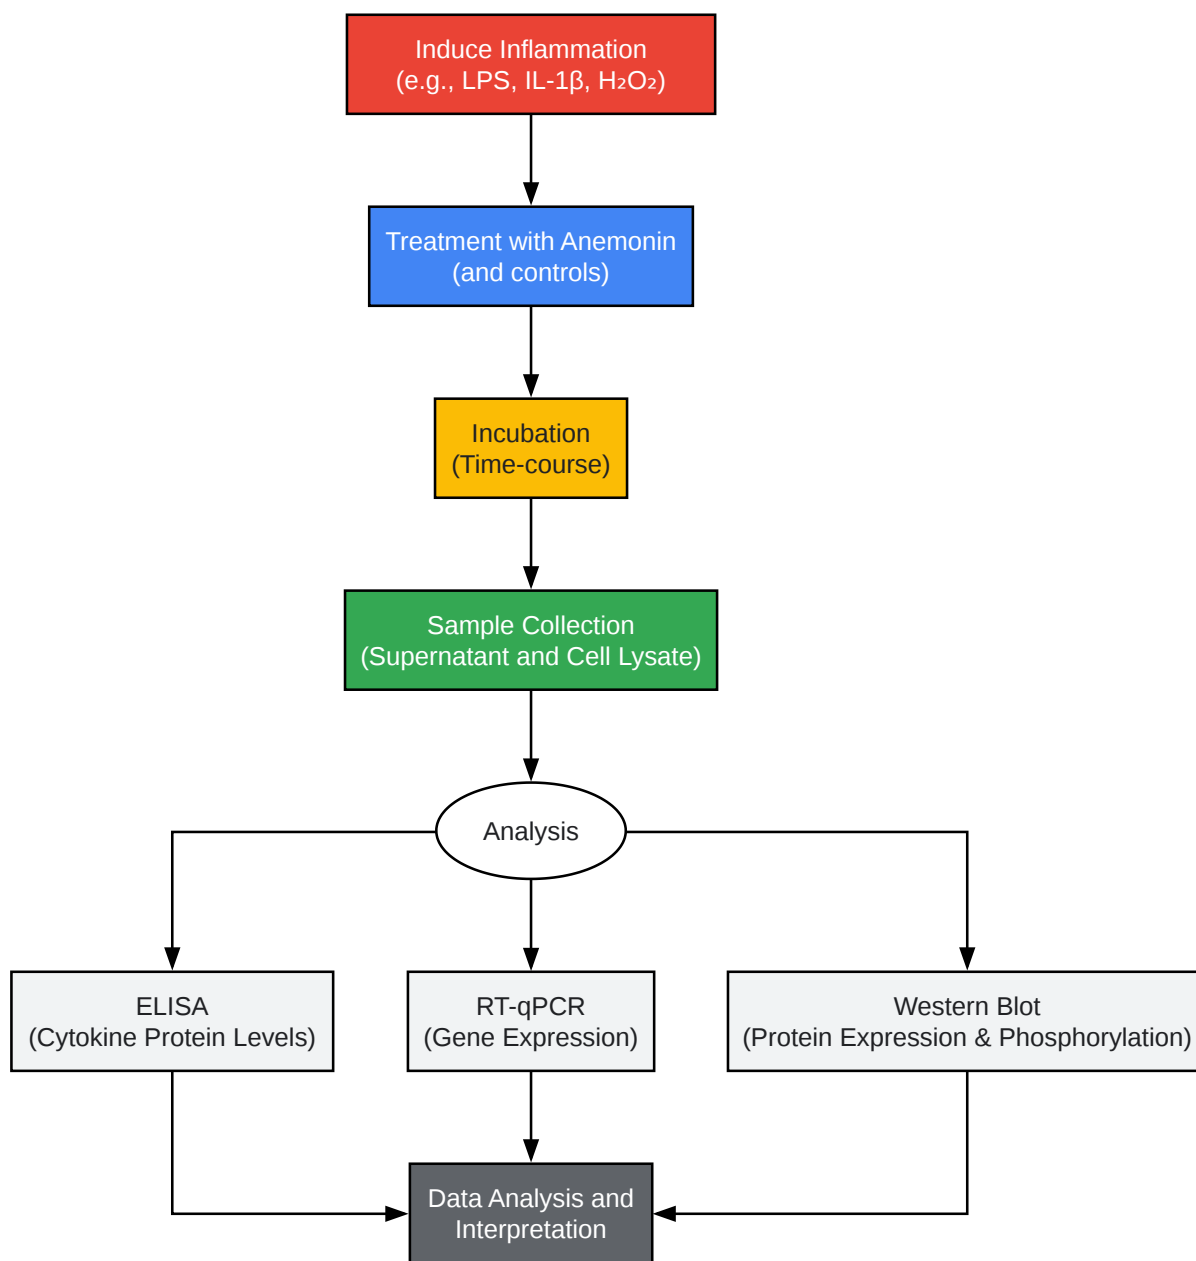 Induce Inflammation
(e.g., LPS, IL-1β, H₂O₂)
Treatment with Anemonin
(and controls)
Incubation
(Time-course)
Sample Collection
(Supernatant and Cell Lysate)
Analysis
ELISA
(Cytokine Protein Levels)
RT-qPCR
(Gene Expression)
Western Blot
(Protein Expression & Phosphorylation)
Data Analysis and
Interpretation